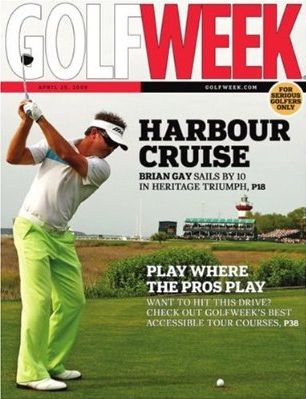 GOLFWEEK
APRIL 25, 2009
GOLFWEEK.COM
FOR
SERIOUS
GOLFERS
ONLY
HARBOUR
CRUISE
BRIAN GAY SAILS BY 10
IN HERITAGE TRIUMPH, P18
PLAY WHERE
THE PROS PLAY
WANT TO HIT THIS DRIVE?
CHECK OUT GOLFWEEK'S BEST
ACCESSIBLE TOUR COURSES, P38